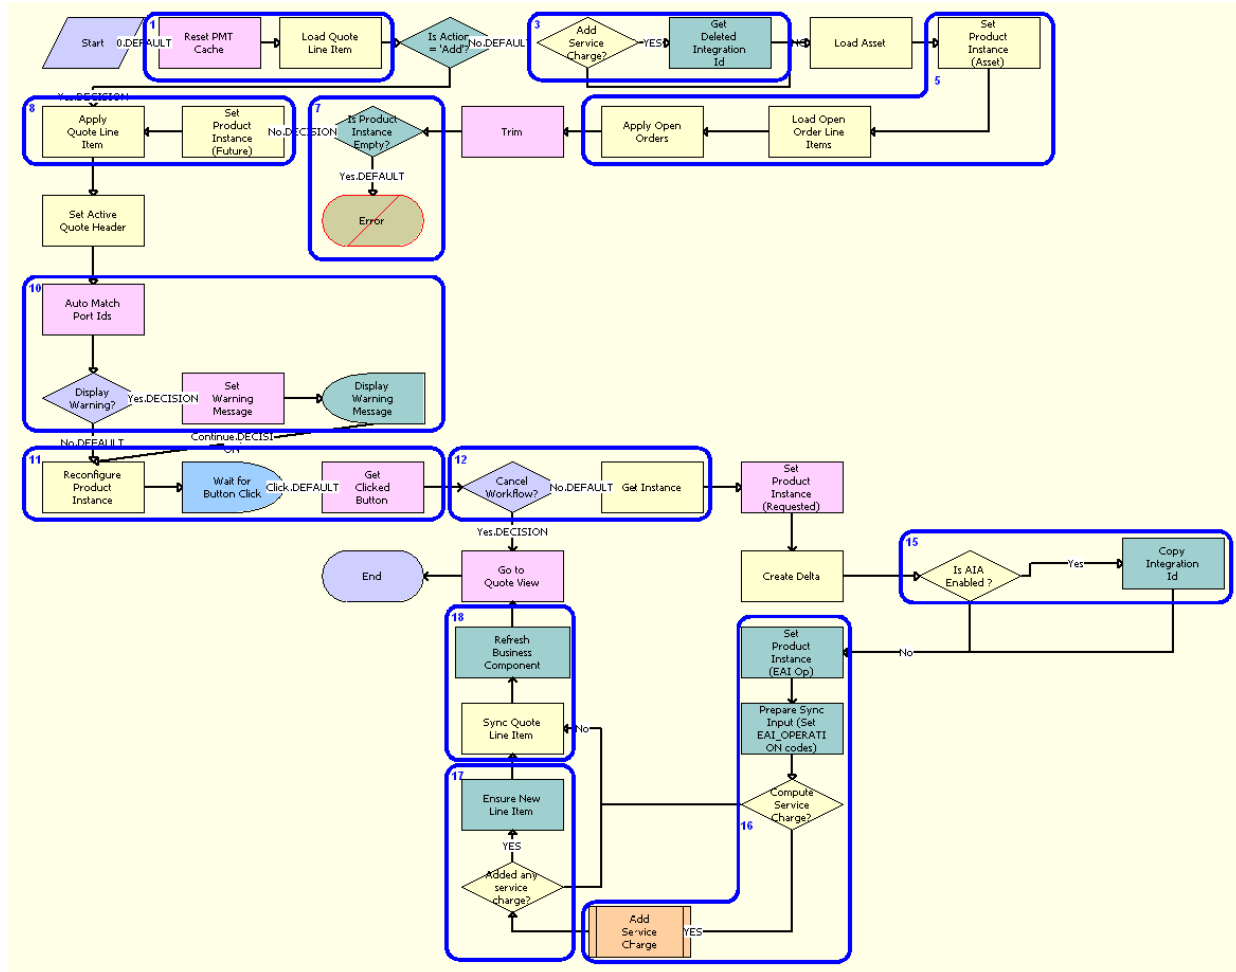 1
3
5
Start
0.DEFAULT
Reset PMT
Cache
Load Quote
Line Item
Is Action
= 'Add'?
No.DEFAULT
Add
Service
Charge?
YES
Get
Deleted
Integration
Id
Load Asset
Set
Product
Instance
(Asset)
Yes.DECISION
8
Apply
Quote Line
Item
Set
Product
Instance
(Future)
No.DECISION
7
Is Product
Instance
Empty?
Yes.DEFAULT
Error
Trim
Apply Open
Orders
Load Open
Order Line
Items
Set Active
Quote Header
10
Auto Match
Port Ids
Display
Warning?
Yes.DECISION
Set
Warning
Message
Display
Warning
Message
No.DEFAULT
Continue.DECISI
ON
11
Reconfigure
Product
Instance
Wait for
Button Click
Click.DEFAULT
Get
Clicked
Button
12
Cancel
Workflow?
No.DEFAULT
Get Instance
Set
Product
Instance
(Requested)
Yes.DECISION
End
Go to
Quote View
Create Delta
15
Is AIA
Enabled ?
Yes
Copy
Integration
Id
No
18
Refresh
Business
Component
Set
Product
Instance
(EAI Op)
Sync Quote
Line Item
No
Prepare Sync
Input (Set
EAI_OPERATI
ON codes)
17
Ensure New
Line Item
Compute
Service
Charge?
16
YES
Added any
service
charge?
Add
Service
Charge
YES